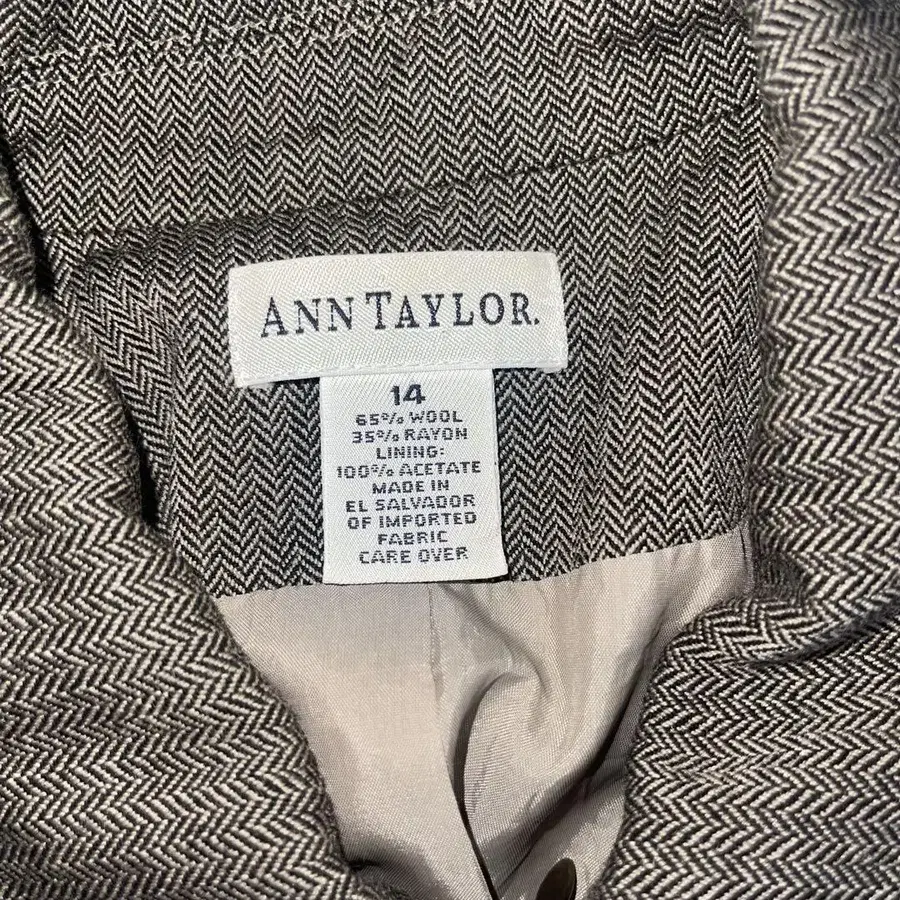 ANN TAYLOR.
14
65% WOOL
35% RAYON
LINING:
100% ACETATE
MADE IN
EL SALVADOR
OF IMPORTED
FABRIC
CARE OVER